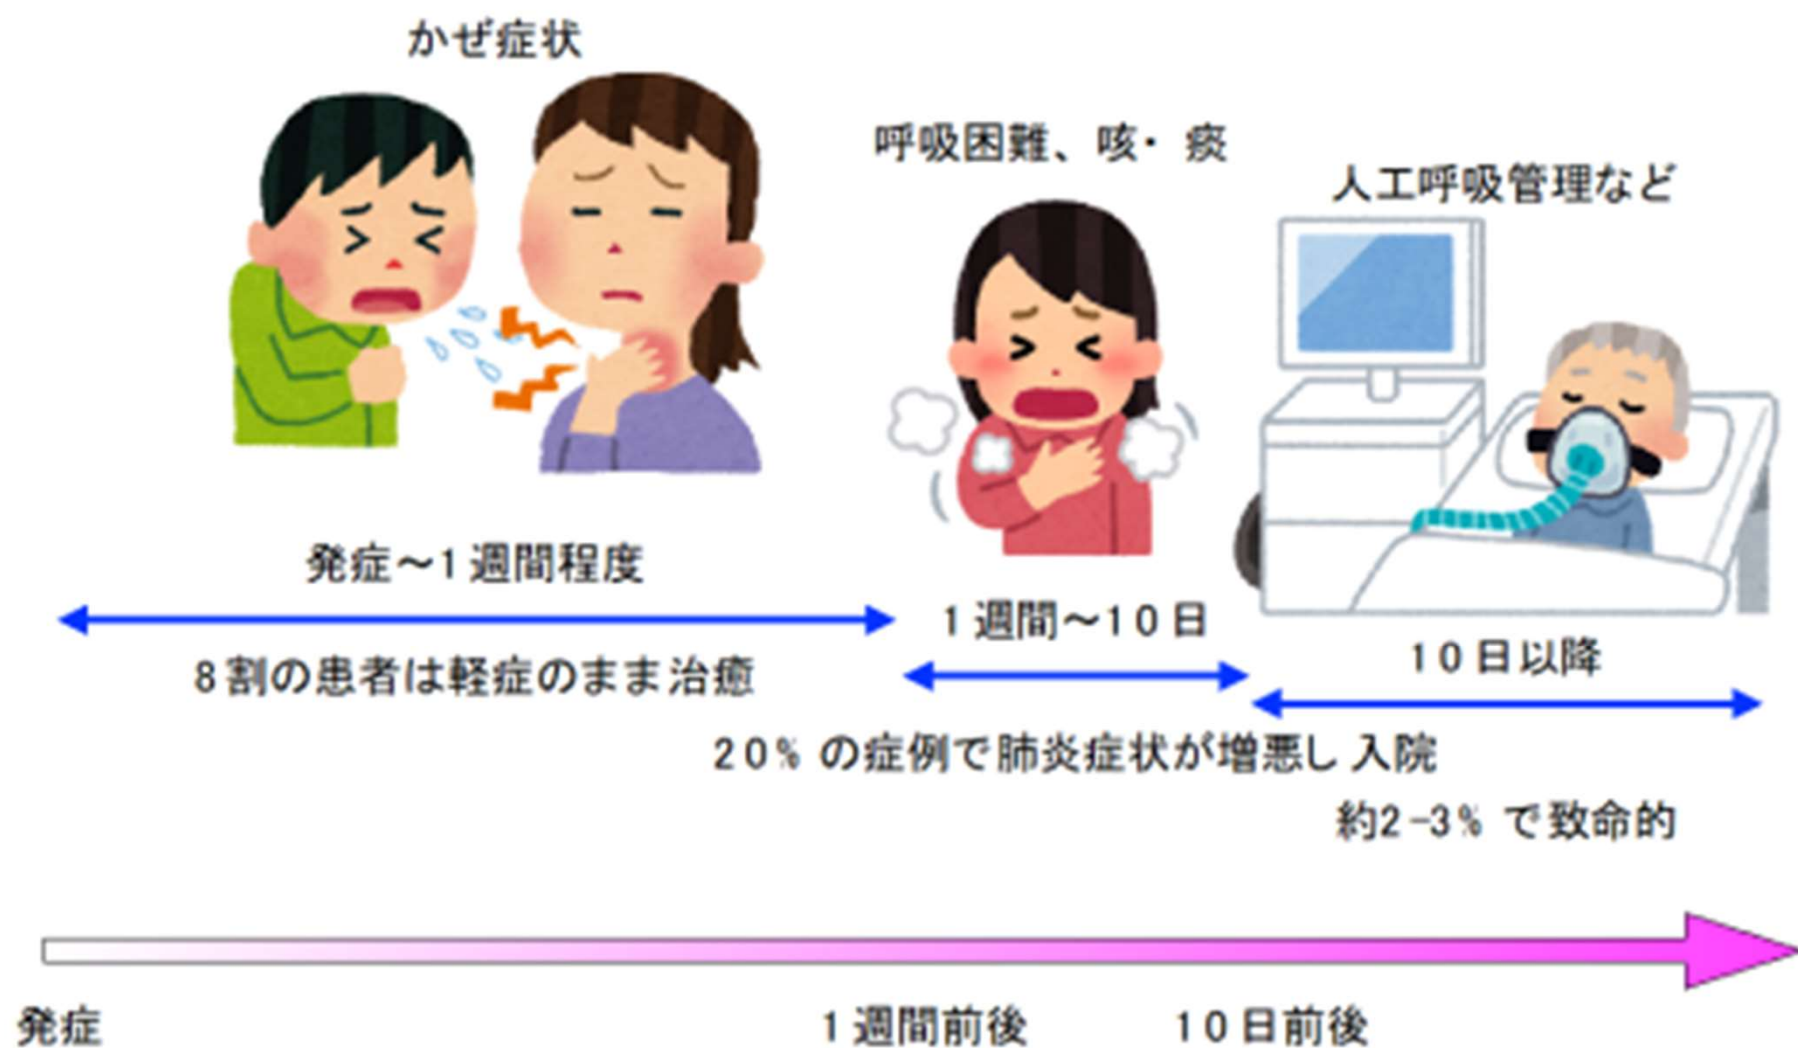 かぜ症状
呼吸困難、咳・痰
人工呼吸管理など
発症～1週間程度
1週間～10日
10日以降
8割の患者は軽症のまま治癒
20%の症例で肺炎症状が増悪し入院
約2-3%で致命的
発症
1週間前後
10日前後